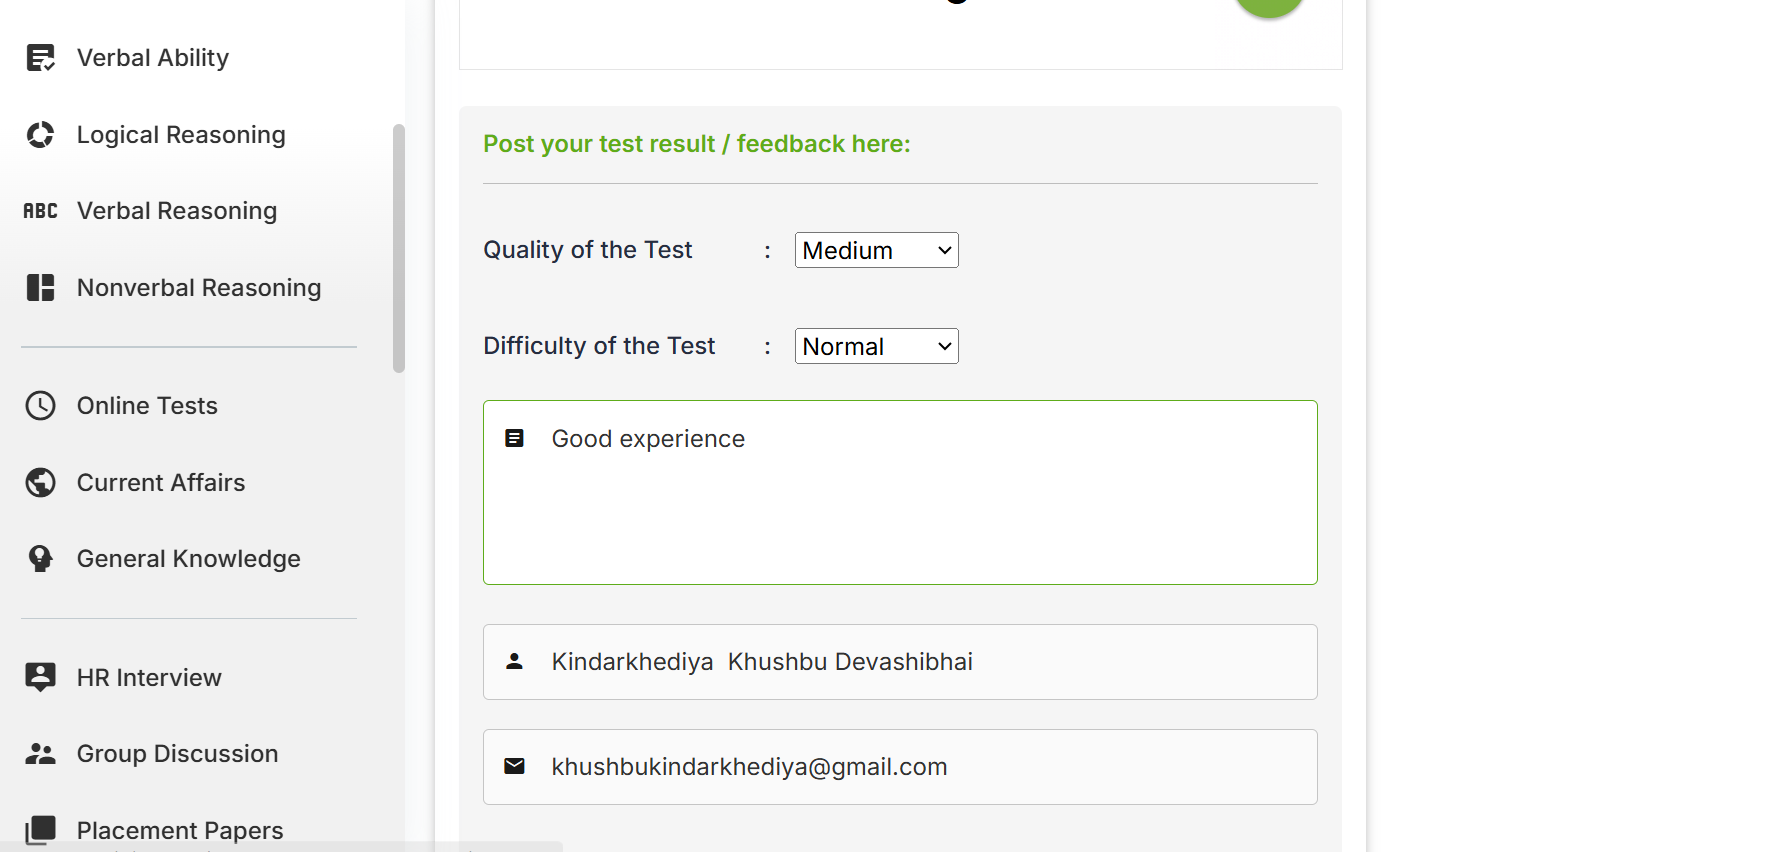 Verbal Ability
Logical Reasoning
ABC Verbal Reasoning
Nonverbal Reasoning
Online Tests
Current Affairs
General Knowledge
HR Interview
Group Discussion
Placement Papers
Post your test result / feedback here:
Quality of the Test : Medium
Difficulty of the Test : Normal
Good experience
Kindarkhediya Khushbu Devashibhai
khushbukindarkhediya@gmail.com